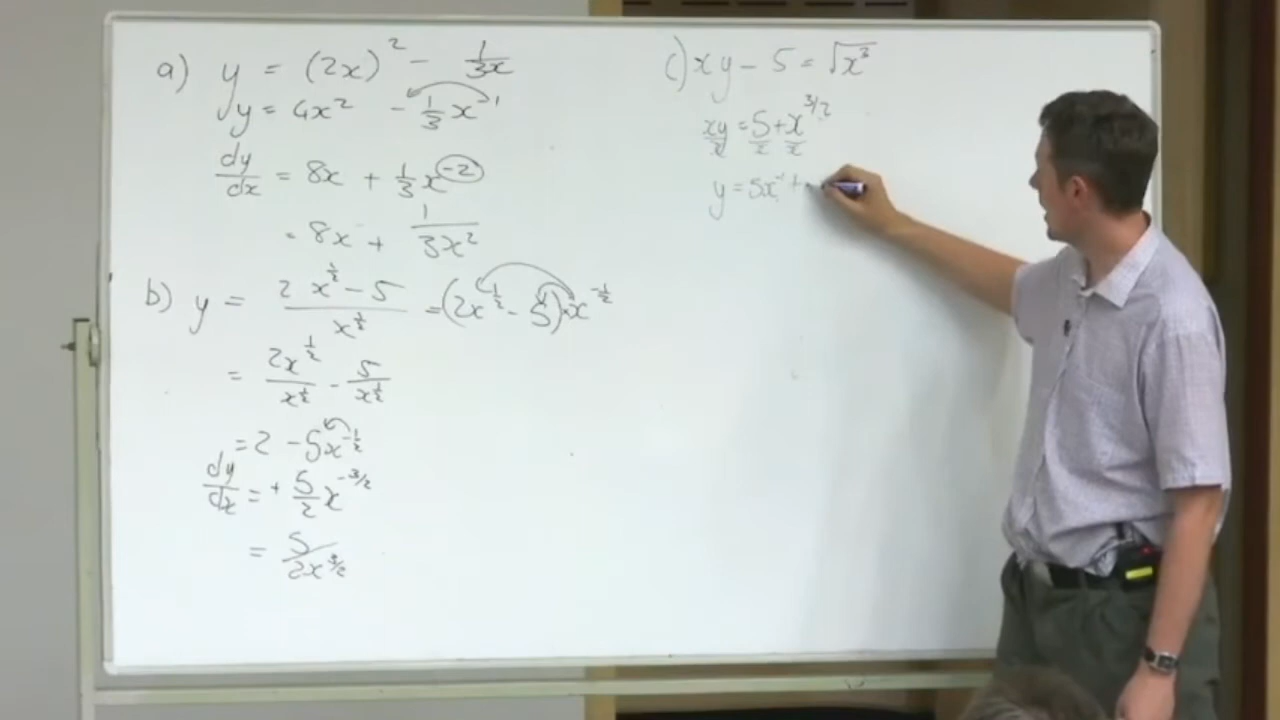 a) y = (2x)² - 1/3x
y = 4x² - 1/3 x⁻¹
dy/dx = 8x + 1/3 x⁻²
= 8x + 1/3x²
b) y = (2x^½ - 5)/x^½ = (2x^½ - 5)·x^-½
= 2x^½/x^½ - 5/x^½
= 2 - 5x^-½
dy/dx = + 5/2 x^-3/2
= 5/2x^3/2
c) xy - 5 = √x³
xy/x = 5/x + x^3/2/x
y = 5x⁻¹ +